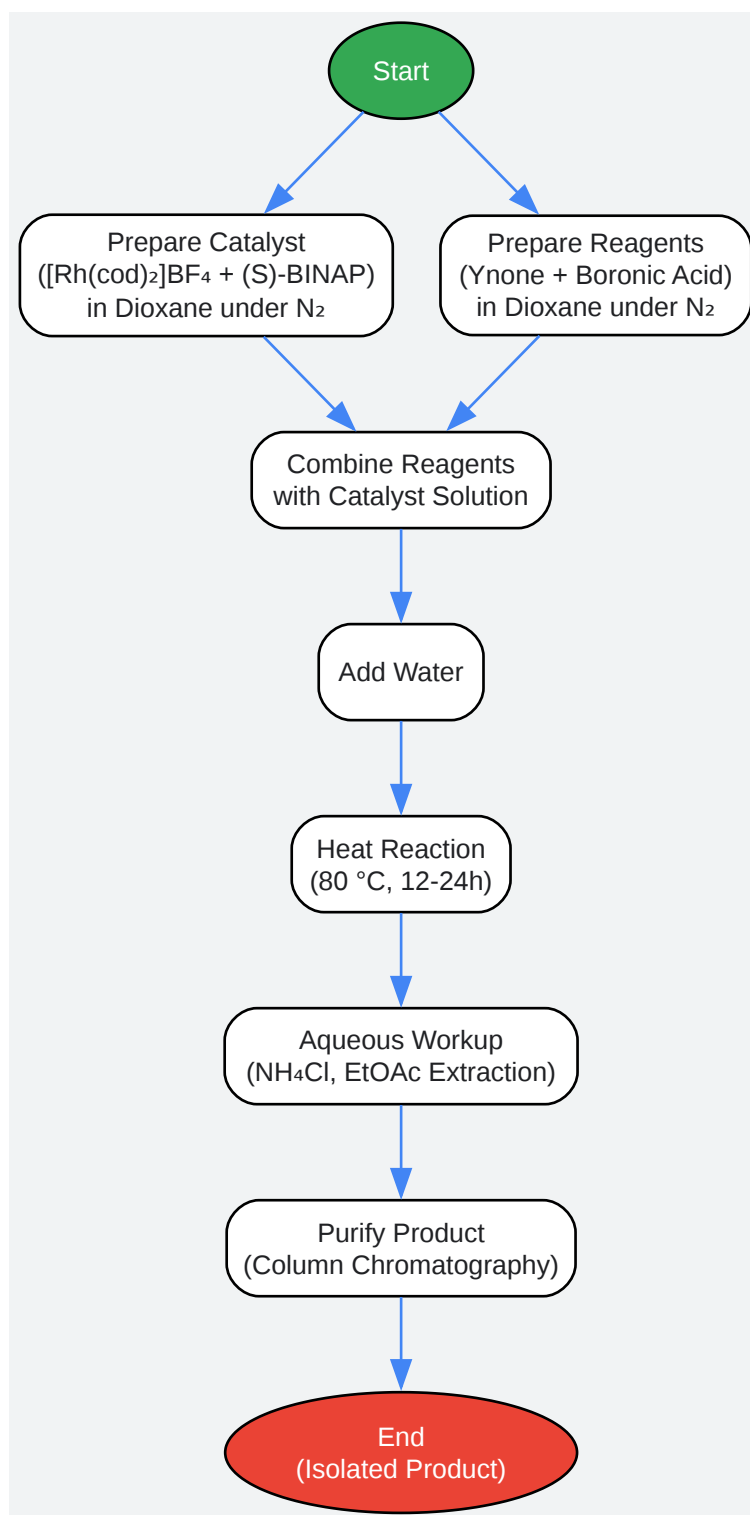 Start
Prepare Catalyst
([Rh(cod)₂]BF₄ + (S)-BINAP)
in Dioxane under N₂
Prepare Reagents
(Ynone + Boronic Acid)
in Dioxane under N₂
Combine Reagents
with Catalyst Solution
Add Water
Heat Reaction
(80 °C, 12-24h)
Aqueous Workup
(NH₄Cl, EtOAc Extraction)
Purify Product
(Column Chromatography)
End
(Isolated Product)